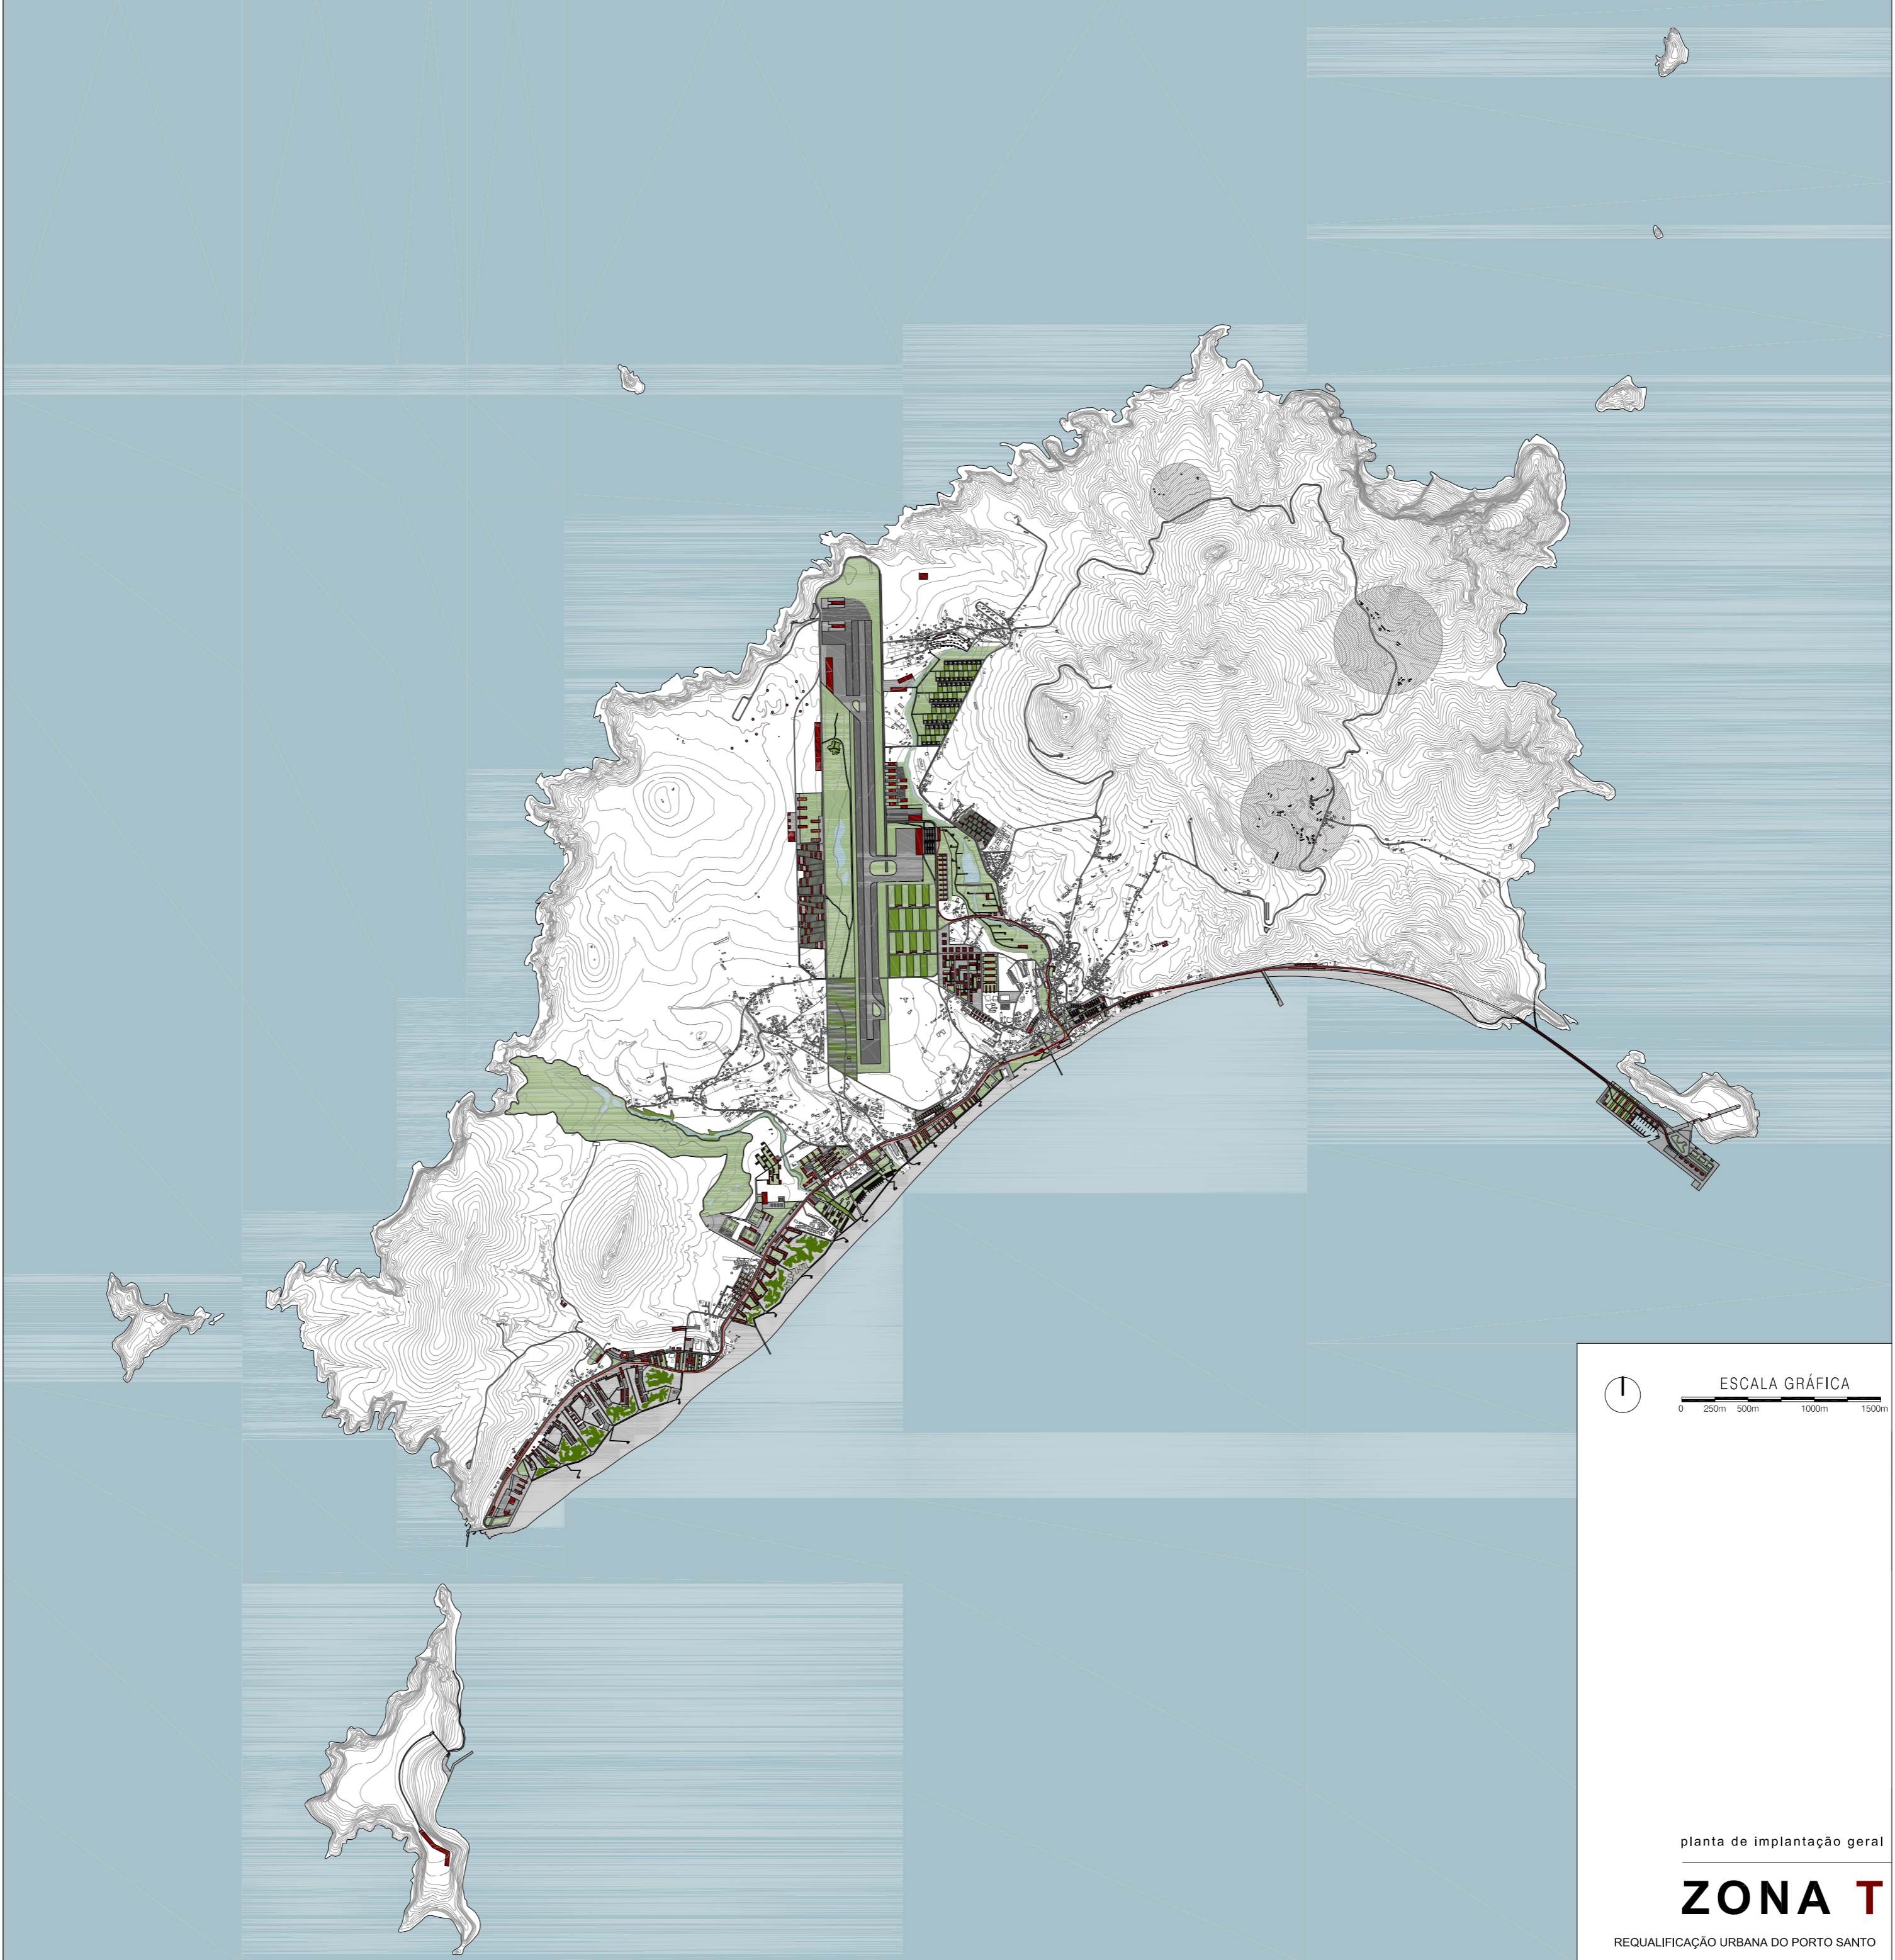 ESCALA GRÁFICA
0 250m 500m 1000m 1500m
planta de implantação geral
ZONA T
REQUALIFICAÇÃO URBANA DO PORTO SANTO